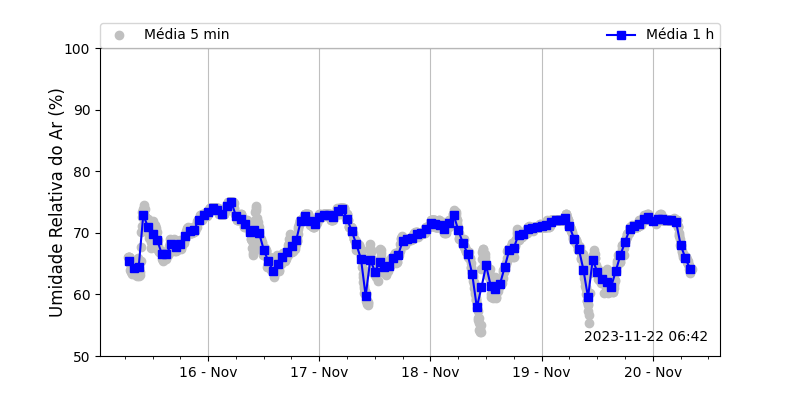 Média 5 min
Média 1 h
100
90
80
70
60
50
Umidade Relativa do Ar (%)
2023-11-22 06:42
16 - Nov
17 - Nov
18 - Nov
19 - Nov
20 - Nov